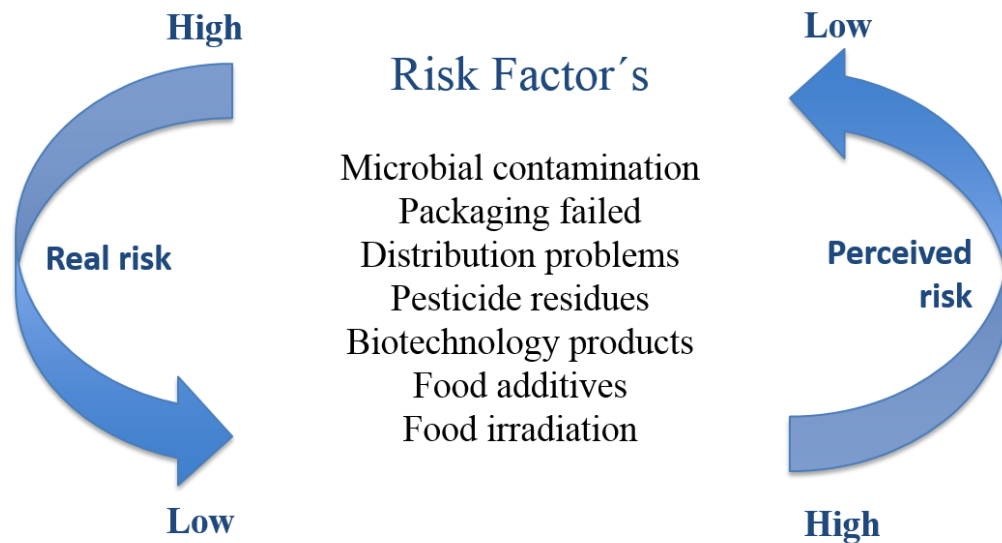 High
Low
Risk Factor´s
Microbial contamination
Packaging failed
Distribution problems
Pesticide residues
Biotechnology products
Food additives
Food irradiation
Real risk
Perceived
risk
Low
High